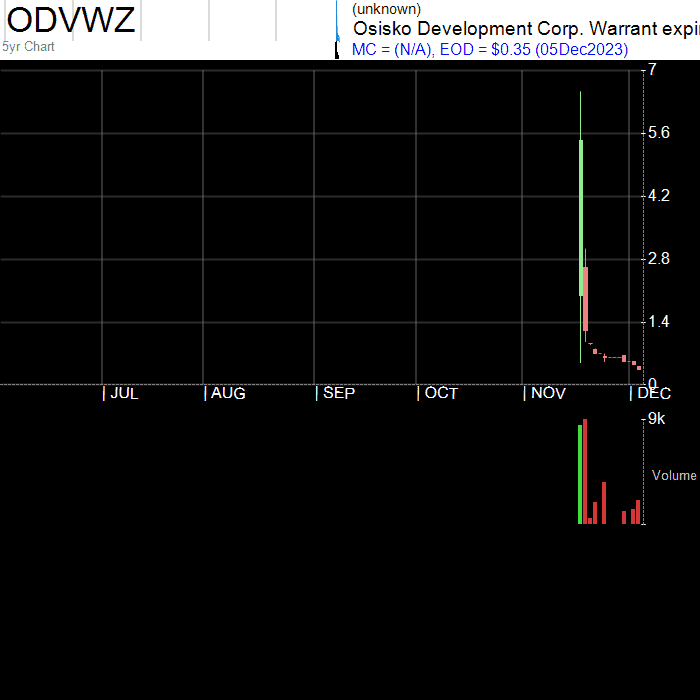 ODVWZ
5yr Chart
(unknown)
Osisko Development Corp. Warrant expi
MC = (N/A), EOD = $0.35 (05Dec2023)
7
5.6
4.2
2.8
1.4
0
| JUL | AUG | SEP | OCT | NOV | DEC
9k
Volume